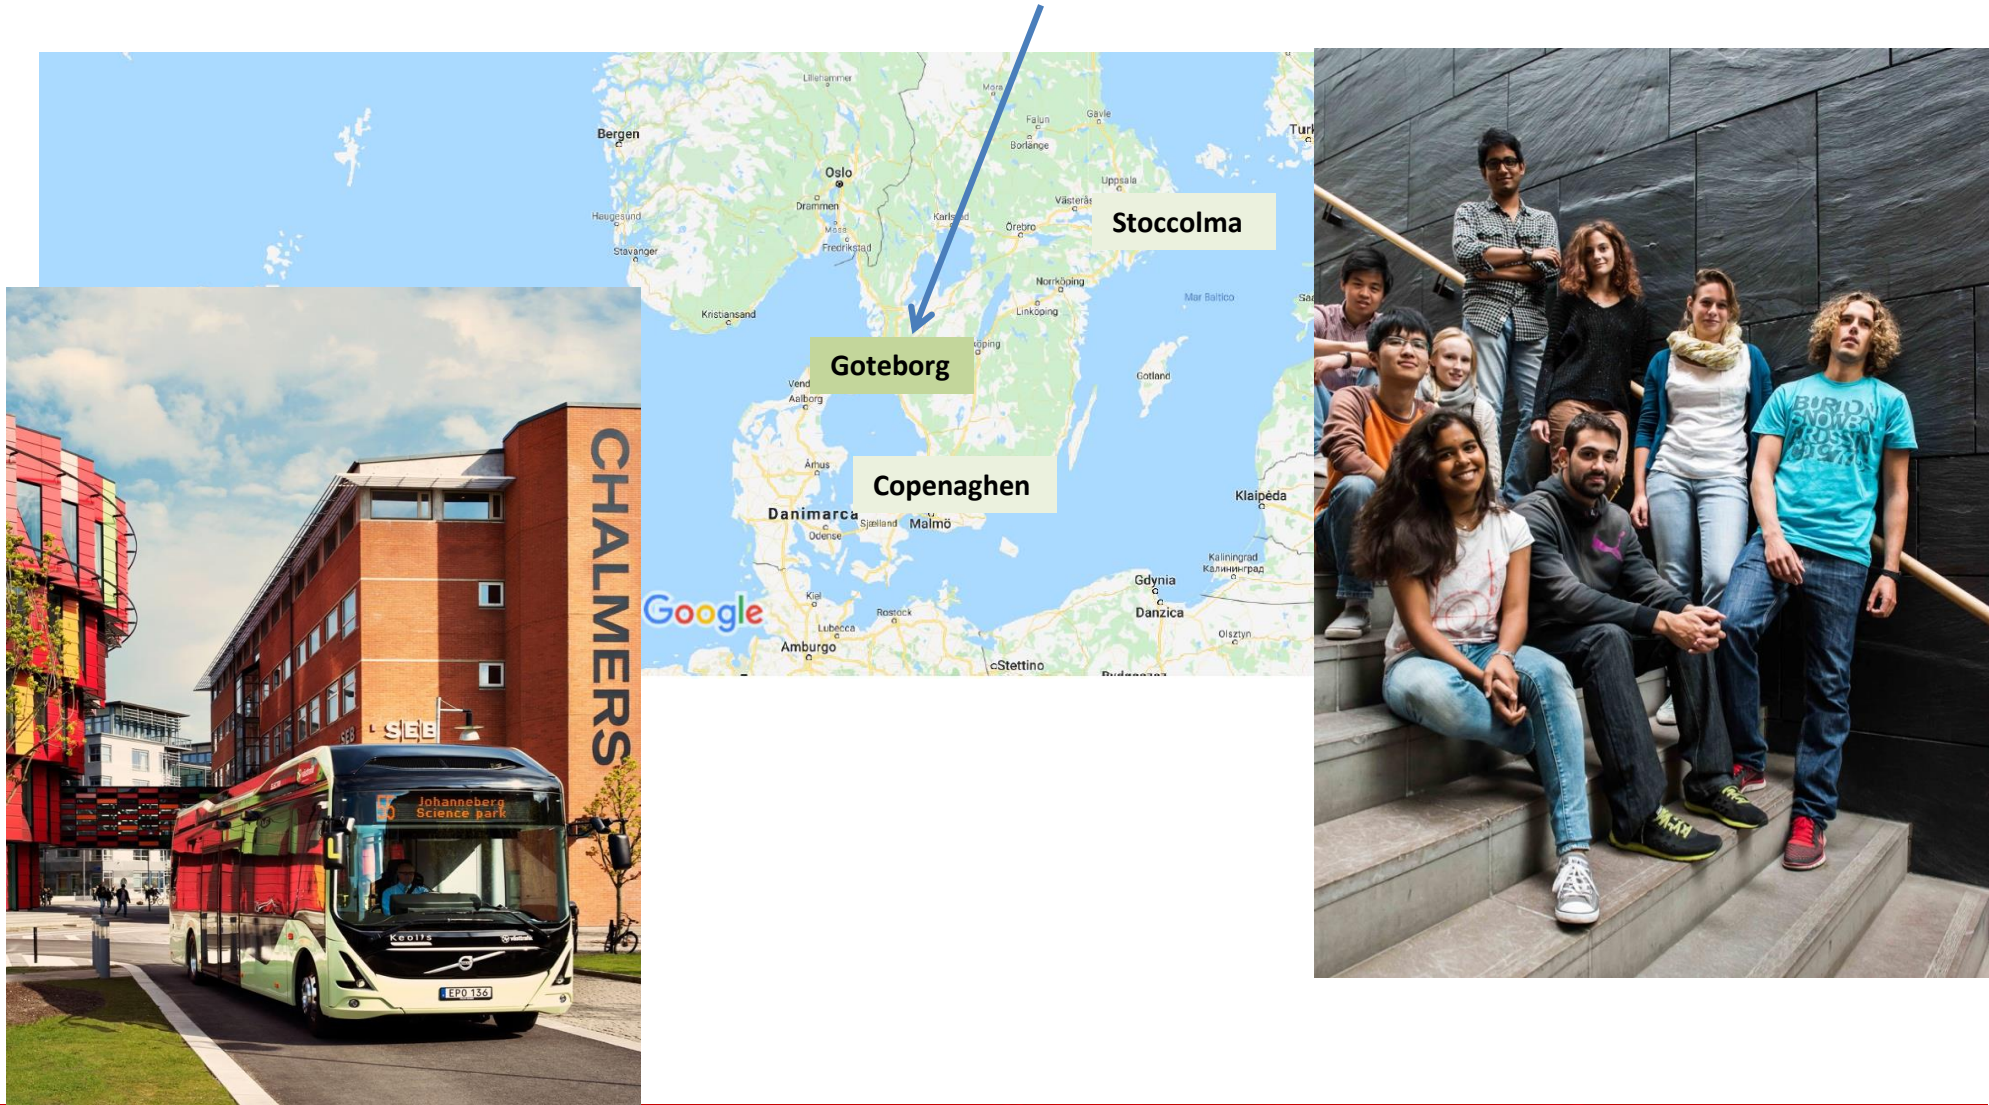 Lillehammer
Mora
Falun
Gävle
Borlänge
Bergen
Oslo
Uppsala
Drammen
Västerås
Haugesund
Moss
Örebro
Stoccolma
Stavanger
Fredrikstad
Norrköping
Linköping
Mar Baltico
Kristiansand
Goteborg
Gotland
Aalborg
Århus
Copenaghen
Klaipėda
Danimarca
Sjælland
Malmö
Odense
Kaliningrad
Калининград
Gdynia
Kiel
Rostock
Danzica
Google
Lubecca
Olsztyn
Amburgo
Stettino
CHALMERS
SEB
SEB
55
Johanneberg
Science park
Keolis
EPO 136